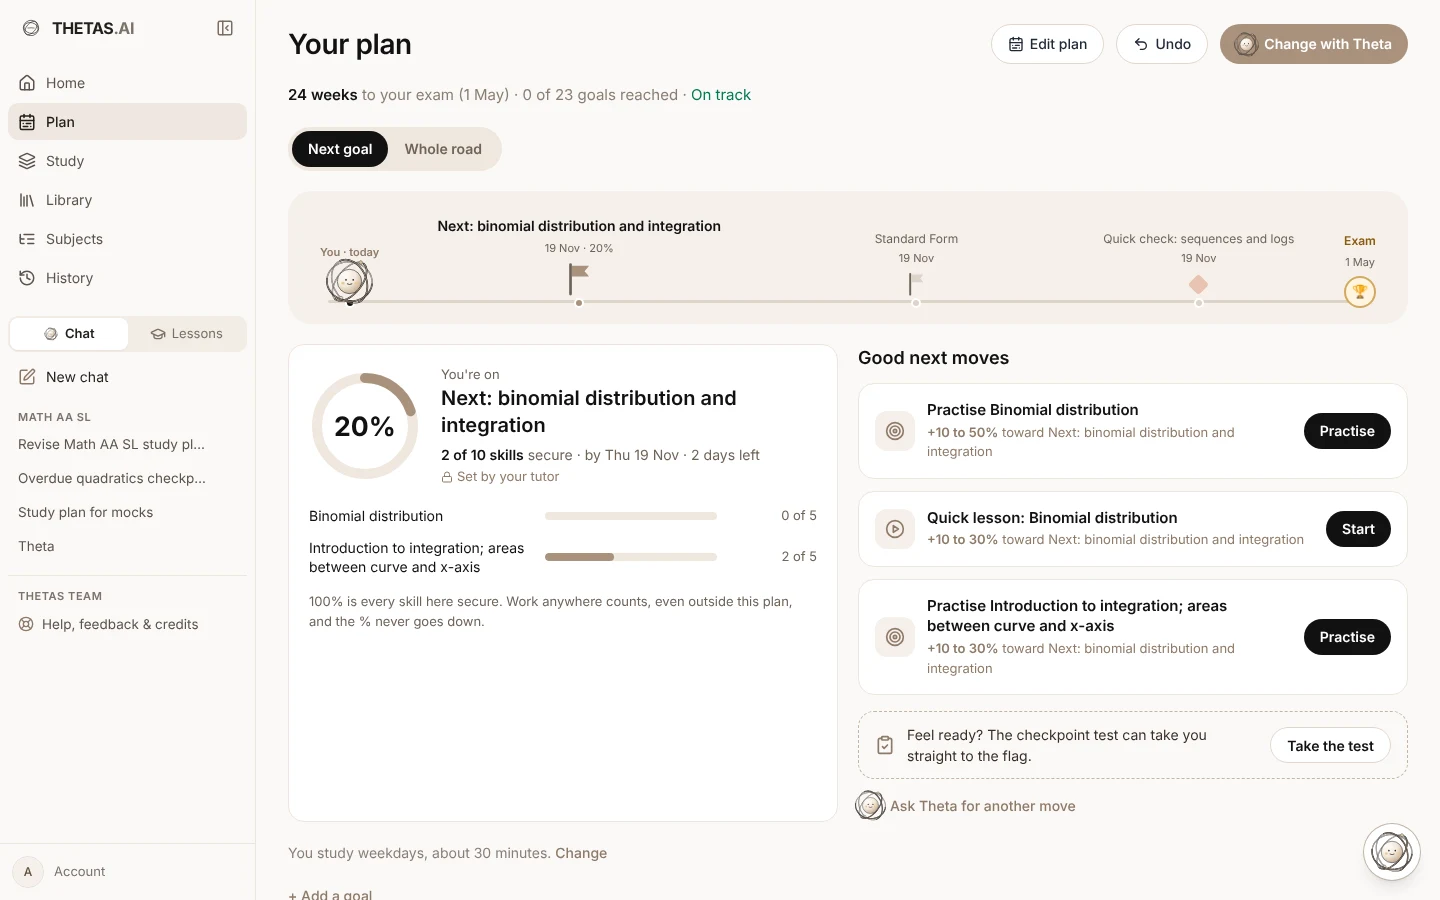 THETAS.AI
Home
Plan
Study
Library
Subjects
History
Chat
Lessons
New chat
MATH AA SL
Revise Math AA SL study pl...
Overdue quadratics checkp...
Study plan for mocks
Theta
THETAS TEAM
Help, feedback & credits
A
Account
Your plan
Edit plan
Undo
Change with Theta
24 weeks to your exam (1 May) · 0 of 23 goals reached · On track
Next goal
Whole road
You · today
Next: binomial distribution and integration
19 Nov · 20%
Standard Form
19 Nov
Quick check: sequences and logs
19 Nov
Exam
1 May
20%
You're on
Next: binomial distribution and
integration
2 of 10 skills secure · by Thu 19 Nov · 2 days left
Set by your tutor
Binomial distribution
0 of 5
Introduction to integration; areas
between curve and x-axis
2 of 5
100% is every skill here secure. Work anywhere counts, even outside this plan,
and the % never goes down.
Good next moves
Practise Binomial distribution
+10 to 50% toward Next: binomial distribution and
integration
Practise
Quick lesson: Binomial distribution
+10 to 30% toward Next: binomial distribution and integration
Start
Practise Introduction to integration; areas
between curve and x-axis
+10 to 30% toward Next: binomial distribution and
integration
Practise
Feel ready? The checkpoint test can take you
straight to the flag.
Take the test
Ask Theta for another move
You study weekdays, about 30 minutes. Change
+ Add a goal